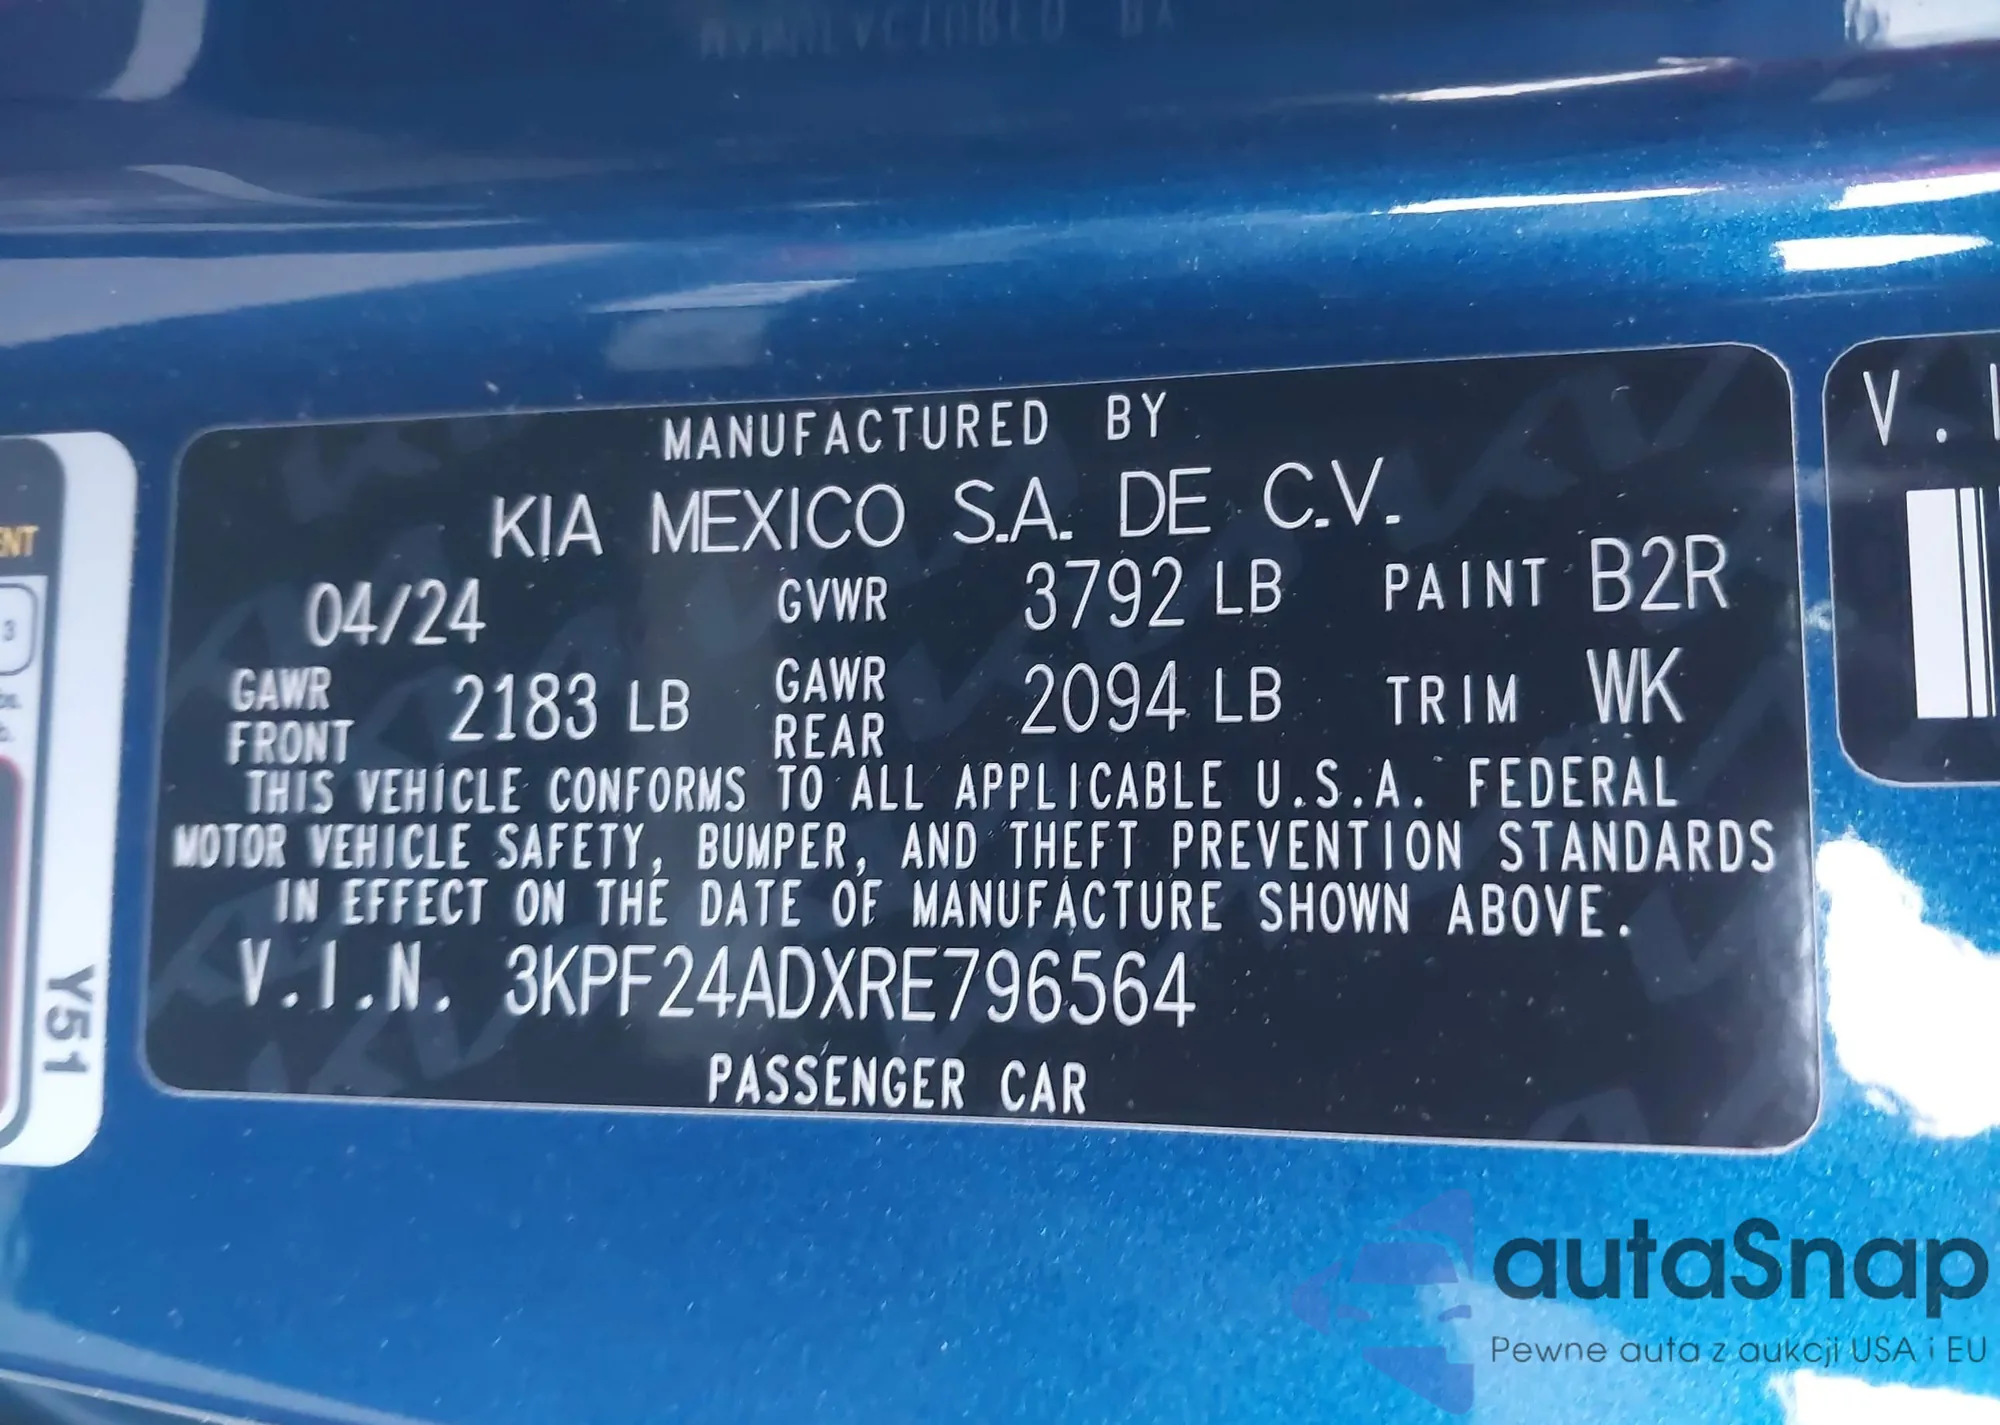 MANUFACTURED BY
KIA MEXICO S.A. DE C.V.
04/24 GVWR 3792 LB PAINT B2R
GAWR FRONT 2183 LB GAWR REAR 2094 LB TRIM WK
THIS VEHICLE CONFORMS TO ALL APPLICABLE U.S.A. FEDERAL
MOTOR VEHICLE SAFETY, BUMPER, AND THEFT PREVENTION STANDARDS
IN EFFECT ON THE DATE OF MANUFACTURE SHOWN ABOVE.
V.I.N. 3KPF24ADXRE796564
PASSENGER CAR
Y51
3
V.I
autaSnap
Pewne auta z aukcji USA i EU